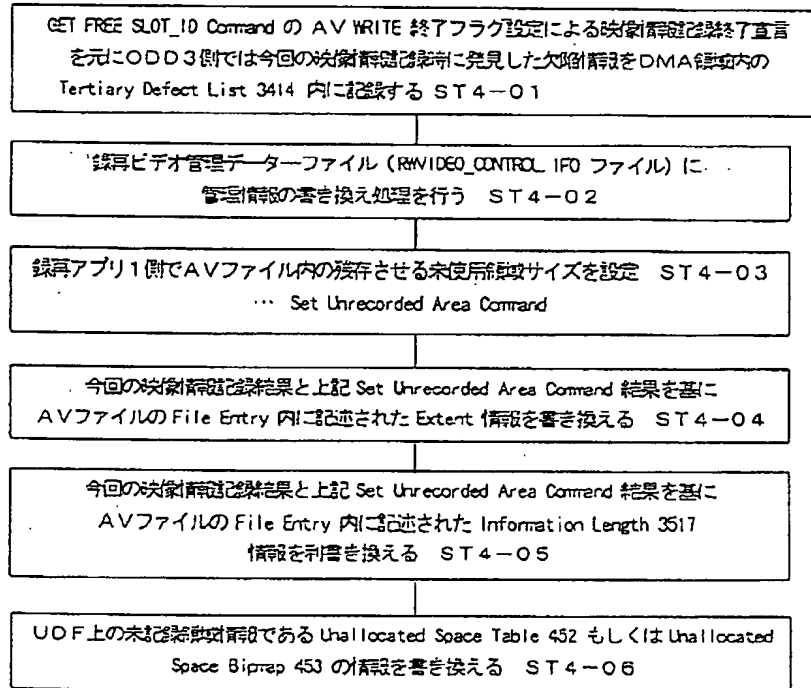 GET FREE SLOT_ID Command の AV WRITE 終了フラグ設定による映像情報記録終了宣言
を元にODD3側では今回の映像情報記録時に発見した欠陥情報をDMA領域内の
Tertiary Defect List 3414 内に記録する ST4-01
録再ビデオ管理データーファイル(RWVIDEO_CONTROL IFO ファイル)に
管理情報の書き換え処理を行う ST4-02
録再アプリ1側でAVファイル内の残存させる未使用領域サイズを設定 ST4-03
… Set Unrecorded Area Command
今回の映像情報記録結果と上記 Set Unrecorded Area Command 結果を基に
AVファイルの File Entry 内に記述された Extent 情報を書き換える ST4-04
今回の映像情報記録結果と上記 Set Unrecorded Area Command 結果を基に
AVファイルの File Entry 内に記述された Information Length 3517
情報を利書き換える ST4-05
UDF上の未記録領域情報である Unallocated Space Table 452 もしくは Unallocated
Space Bipmap 453 の情報を書き換える ST4-06